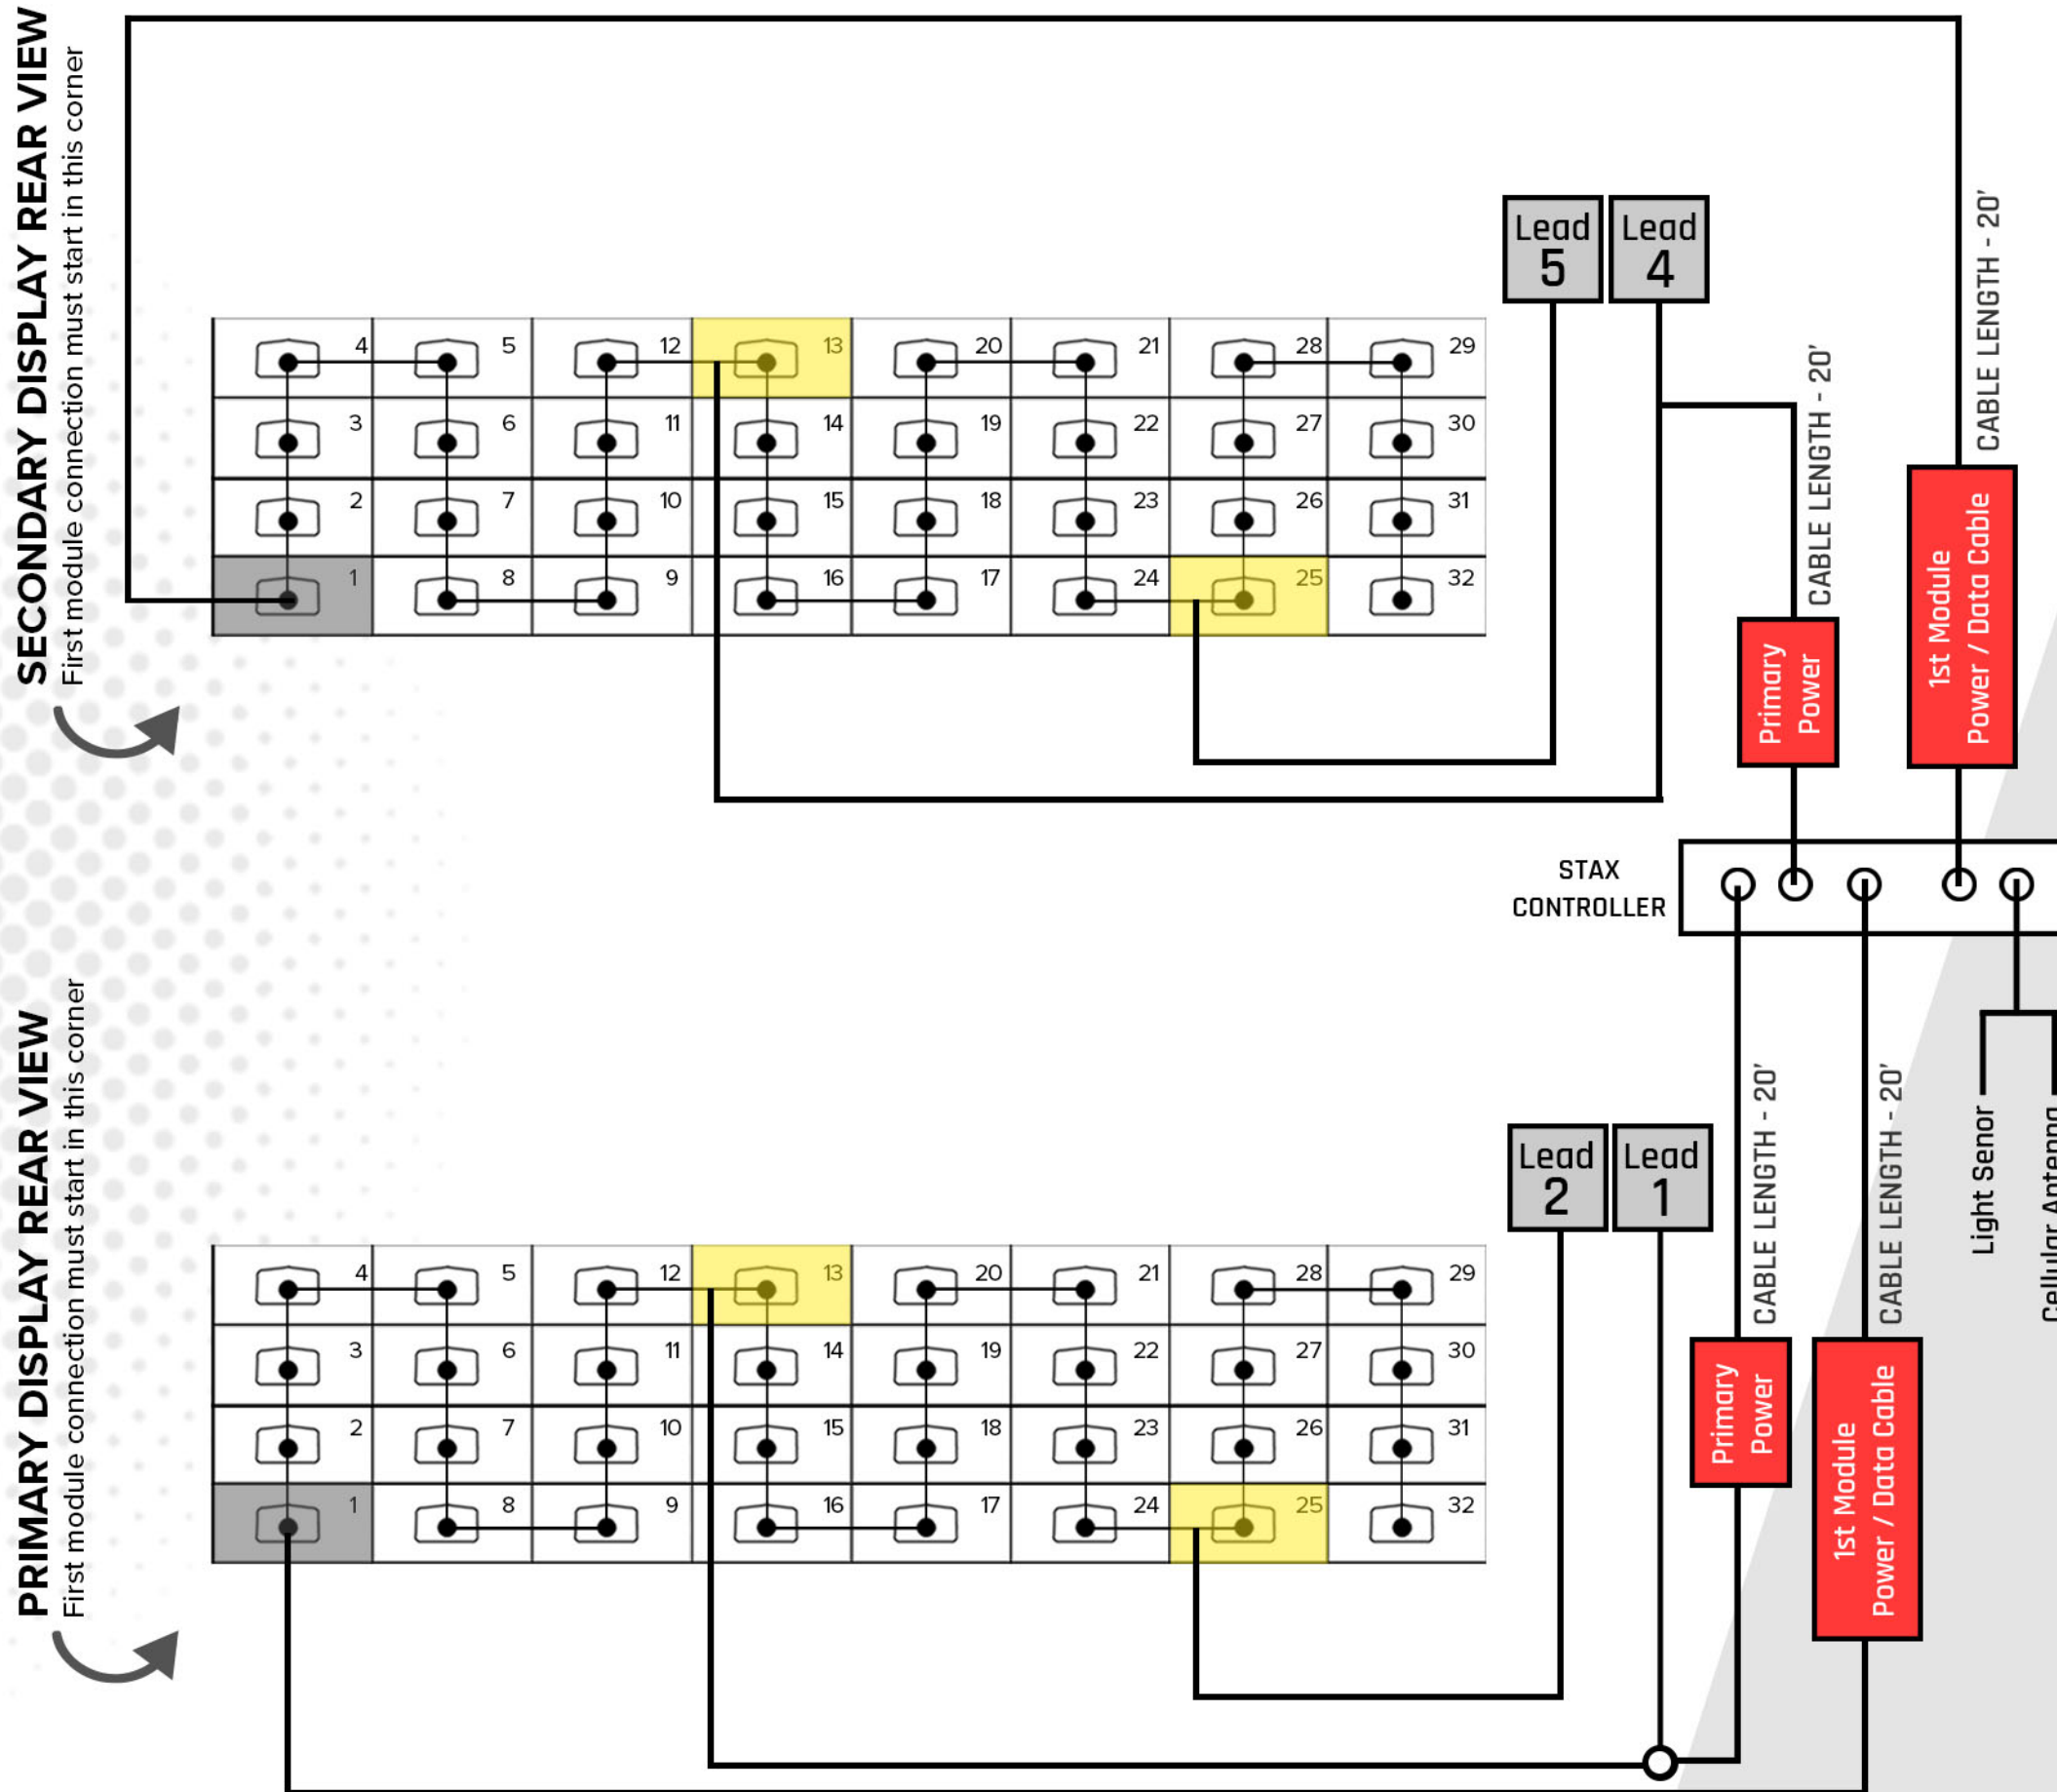 SECONDARY DISPLAY REAR VIEW
First module connection must start in this corner
Lead
5
Lead
4
4 5 12 13 20 21 28 29
3 6 11 14 19 22 27 30
2 7 10 15 18 23 26 31
1 8 9 16 17 24 25 32
CABLE LENGTH - 20'
Primary
Power
CABLE LENGTH - 20'
1st Module
Power / Data Cable
STAX
CONTROLLER
PRIMARY DISPLAY REAR VIEW
First module connection must start in this corner
Lead
2
Lead
1
4 5 12 13 20 21 28 29
3 6 11 14 19 22 27 30
2 7 10 15 18 23 26 31
1 8 9 16 17 24 25 32
CABLE LENGTH - 20'
Primary
Power
CABLE LENGTH - 20'
1st Module
Power / Data Cable
Light Senor
Cellular Antenna